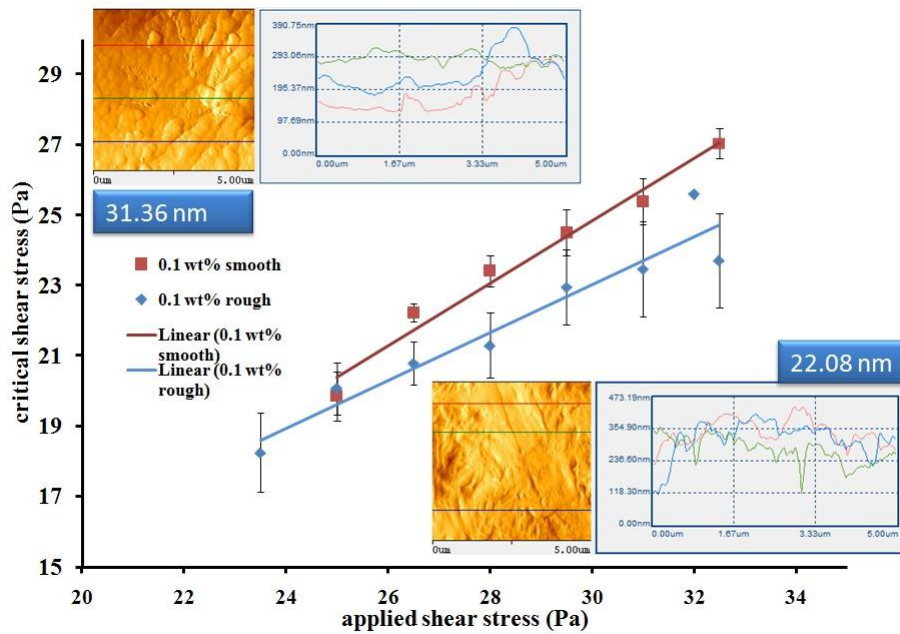 390.75nm
293.06nm
195.37nm
97.69nm
0.00nm
0.00um 1.67um 3.33um 5.00um
0um 5.00um
31.36 nm
0.1 wt% smooth
0.1 wt% rough
Linear (0.1 wt% smooth)
Linear (0.1 wt% rough)
22.08 nm
473.19nm
354.90nm
236.60nm
118.30nm
0.00nm
0.00um 1.67um 3.33um 5.00um
0um 5.00um
critical shear stress (Pa)
29
27
25
23
21
19
17
15
20 22 24 26 28 30 32 34
applied shear stress (Pa)